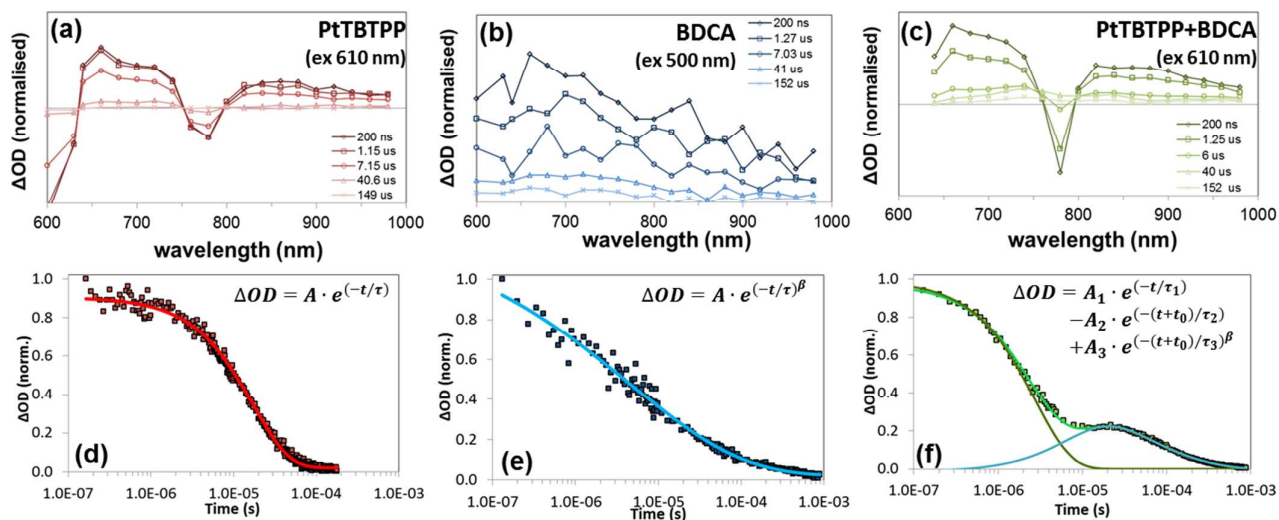 (a) PtTBTPP
(ex 610 nm)
200 ns
1.15 us
7.15 us
40.6 us
149 us
ΔOD (normalised)
600 700 800 900 1000
wavelength (nm)
(b) BDCA
(ex 500 nm)
200 ns
1.27 us
7.03 us
41 us
152 us
ΔOD (normalised)
600 650 700 750 800 850 900 950 1000
wavelength (nm)
(c) PtTBTPP+BDCA
(ex 610 nm)
200 ns
1.25 us
6 us
40 us
152 us
ΔOD (normalised)
600 700 800 900 1000
wavelength (nm)
ΔOD = A · e^(−t/τ)
ΔOD (norm.)
1.0
0.8
0.6
0.4
0.2
0.0
(d)
1.0E-07 1.0E-06 1.0E-05 1.0E-04 1.0E-03
Time (s)
ΔOD = A · e^(−t/τ)^β
ΔOD (norm.)
1.0
0.8
0.6
0.4
0.2
0.0
(e)
1.0E-07 1.0E-06 1.0E-05 1.0E-04 1.0E-03
Time (s)
ΔOD = A₁ · e^(−t/τ₁)
−A₂ · e^(−(t+t₀)/τ₂)
+A₃ · e^(−(t+t₀)/τ₃)^β
ΔOD (norm.)
1.0
0.8
0.6
0.4
0.2
0.0
(f)
1.0E-07 1.0E-06 1.0E-05 1.0E-04 1.0E-03
Time (s)